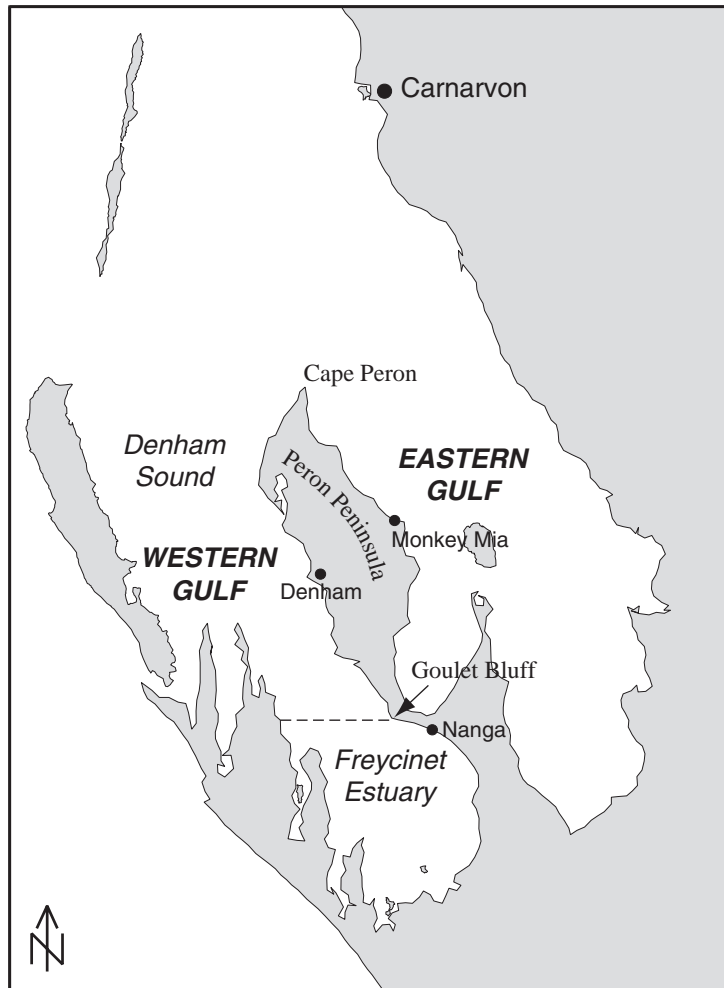 Carnarvon
Cape Peron
Denham
Sound
EASTERN
GULF
Peron Peninsula
Monkey Mia
WESTERN
GULF
Denham
Goulet Bluff
Nanga
Freycinet
Estuary
N